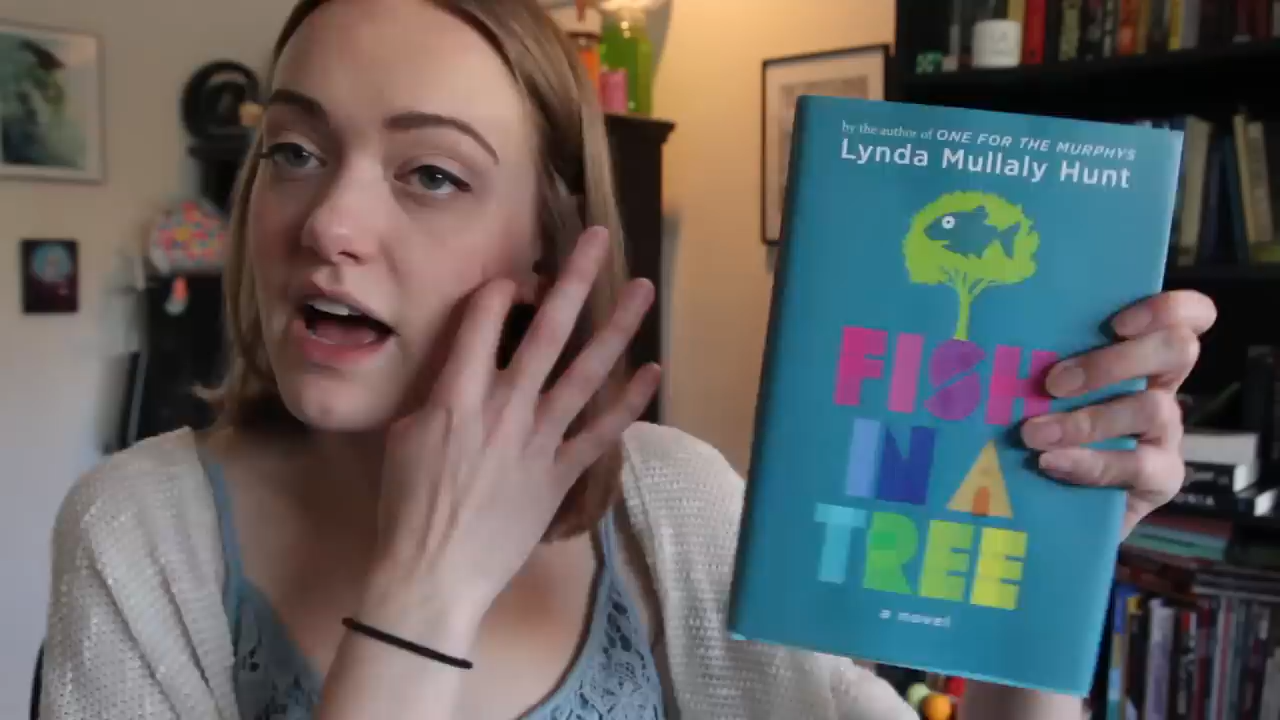 by the author of ONE FOR THE MURPHYS
Lynda Mullaly Hunt
FISH
IN A
TREE
a novel